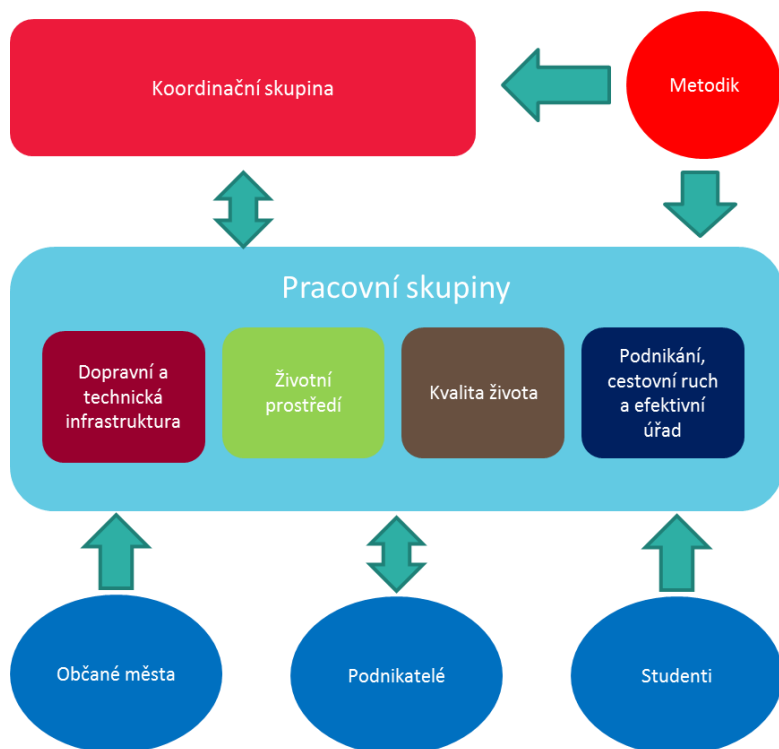 Koordinační skupina
Metodik
Pracovní skupiny
Dopravní a
technická
infrastruktura
Životní
prostředí
Kvalita života
Podnikání,
cestovní ruch
a efektivní
úřad
Občané města
Podnikatelé
Studenti